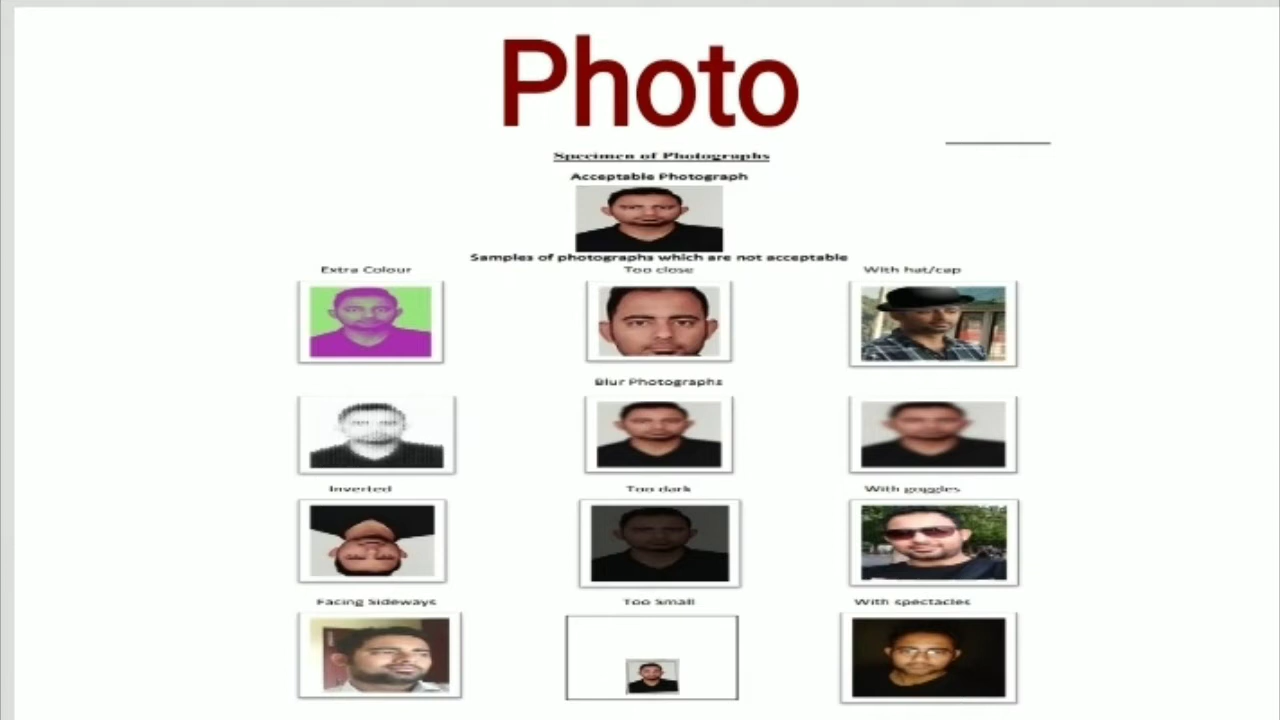 Photo
Specimen of Photographs
Acceptable Photograph
Samples of photographs which are not acceptable
Extra Colour Too close With hat/cap
Blur Photographs
Inverted Too dark With goggles
Facing Sideways Too Small With spectacles